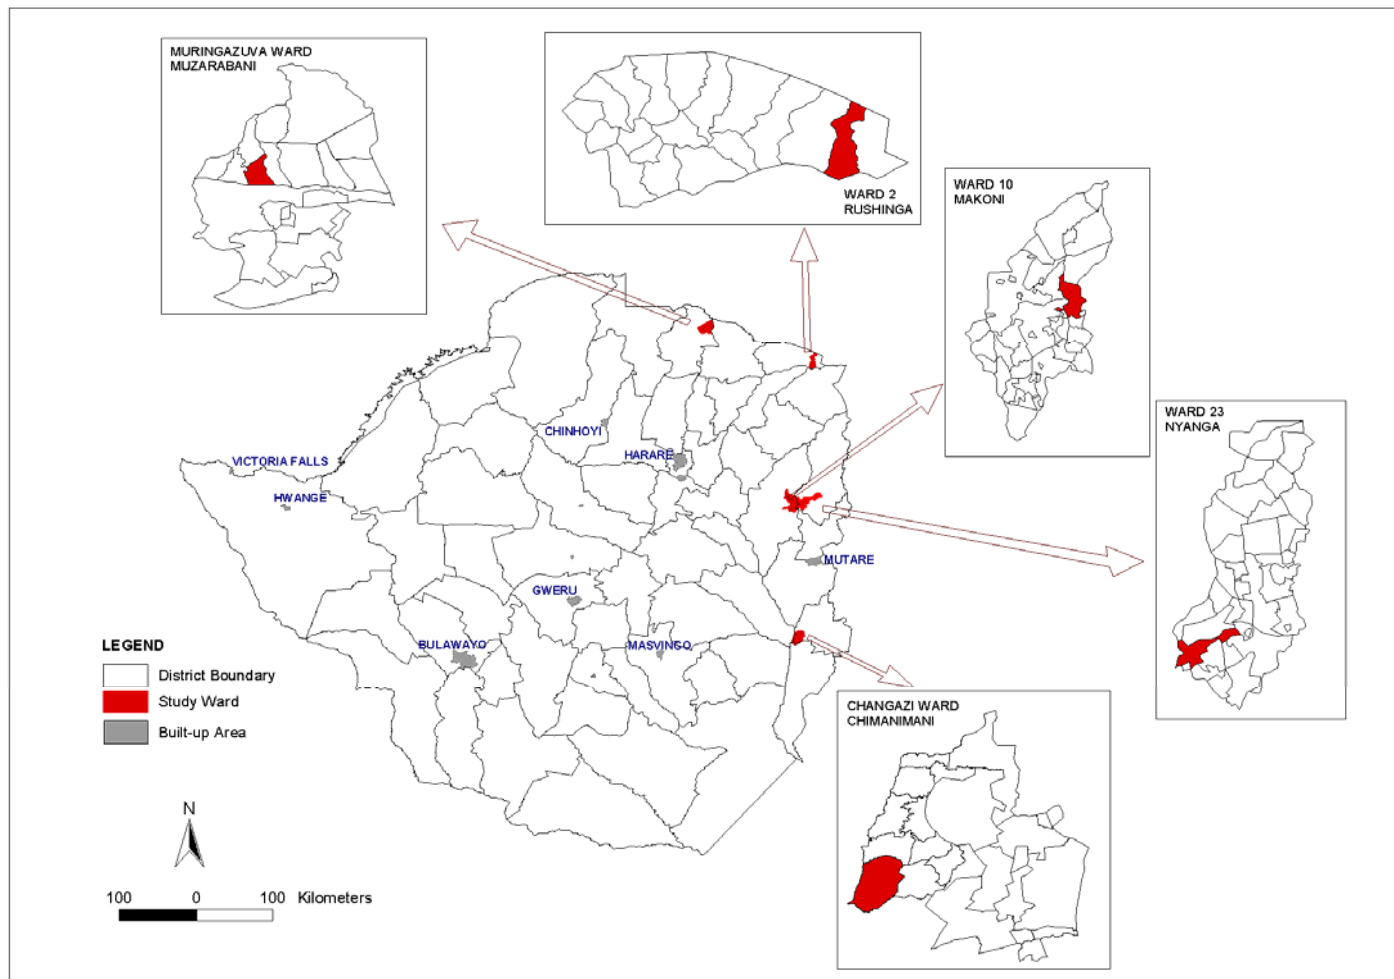 MURINGAZUVA WARD
MUZARABANI
WARD 2
RUSHINGA
WARD 10
MAKONI
WARD 23
NYANGA
CHINHOYI
HARARE
VICTORIA FALLS
HWANGE
MUTARE
GWERU
BULAWAYO
MASVINGO
LEGEND
District Boundary
Study Ward
Built-up Area
CHANGAZI WARD
CHIMANIMANI
N
100 0 100 Kilometers